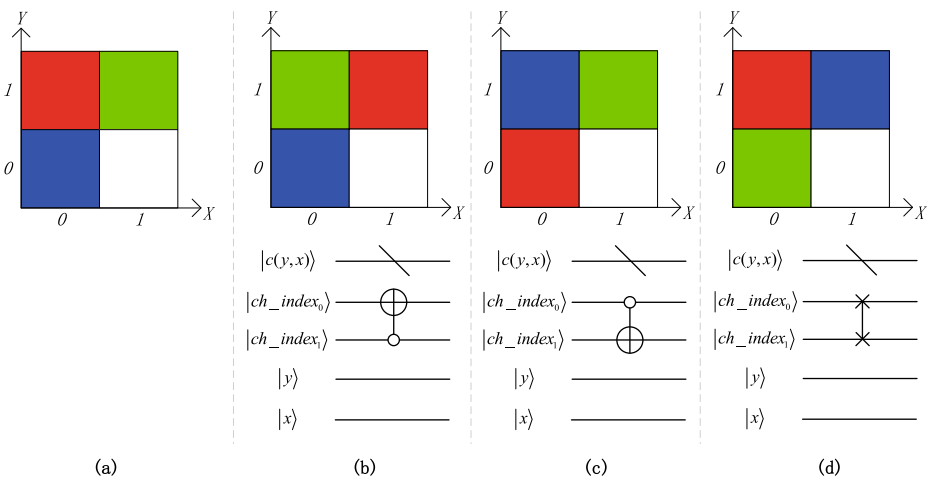 Y
1
0
0 1 X
(a)
Y
1
0
0 1 X
|c(y,x)⟩
|ch_index₀⟩
|ch_index₁⟩
|y⟩
|x⟩
(b)
Y
1
0
0 1 X
|c(y,x)⟩
|ch_index₀⟩
|ch_index₁⟩
|y⟩
|x⟩
(c)
Y
1
0
0 1 X
|c(y,x)⟩
|ch_index₀⟩
|ch_index₁⟩
|y⟩
|x⟩
(d)